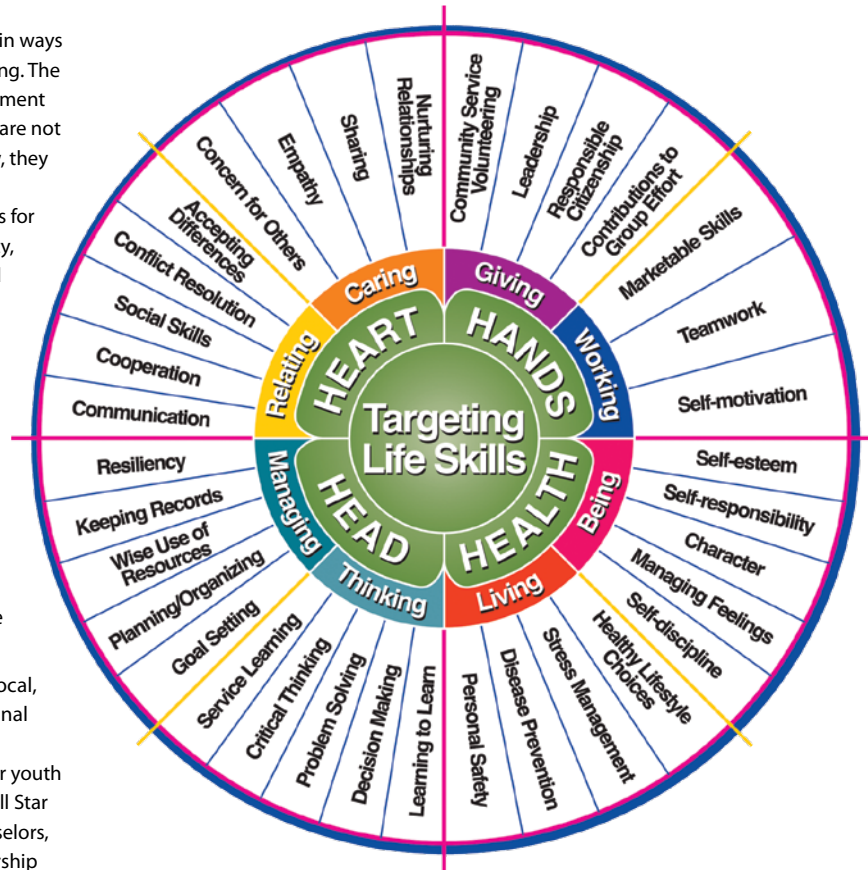 in ways
ng. The
ment
are not
, they
s for
y,
e
ocal,
nal
r youth
ll Star
selors,
rship
Targeting
Life Skills
HEART
HANDS
HEALTH
HEAD
Caring
Giving
Working
Being
Living
Thinking
Managing
Relating
Community Service
Volunteering
Leadership
Responsible
Citizenship
Contributions to
Group Effort
Marketable Skills
Teamwork
Self-motivation
Self-esteem
Self-responsibility
Character
Managing Feelings
Self-discipline
Healthy Lifestyle
Choices
Stress Management
Disease Prevention
Personal Safety
Learning to Learn
Decision Making
Problem Solving
Critical Thinking
Service Learning
Goal Setting
Planning/Organizing
Wise Use of
Resources
Keeping Records
Resiliency
Communication
Cooperation
Social Skills
Conflict Resolution
Accepting
Differences
Concern for Others
Empathy
Sharing
Nurturing
Relationships